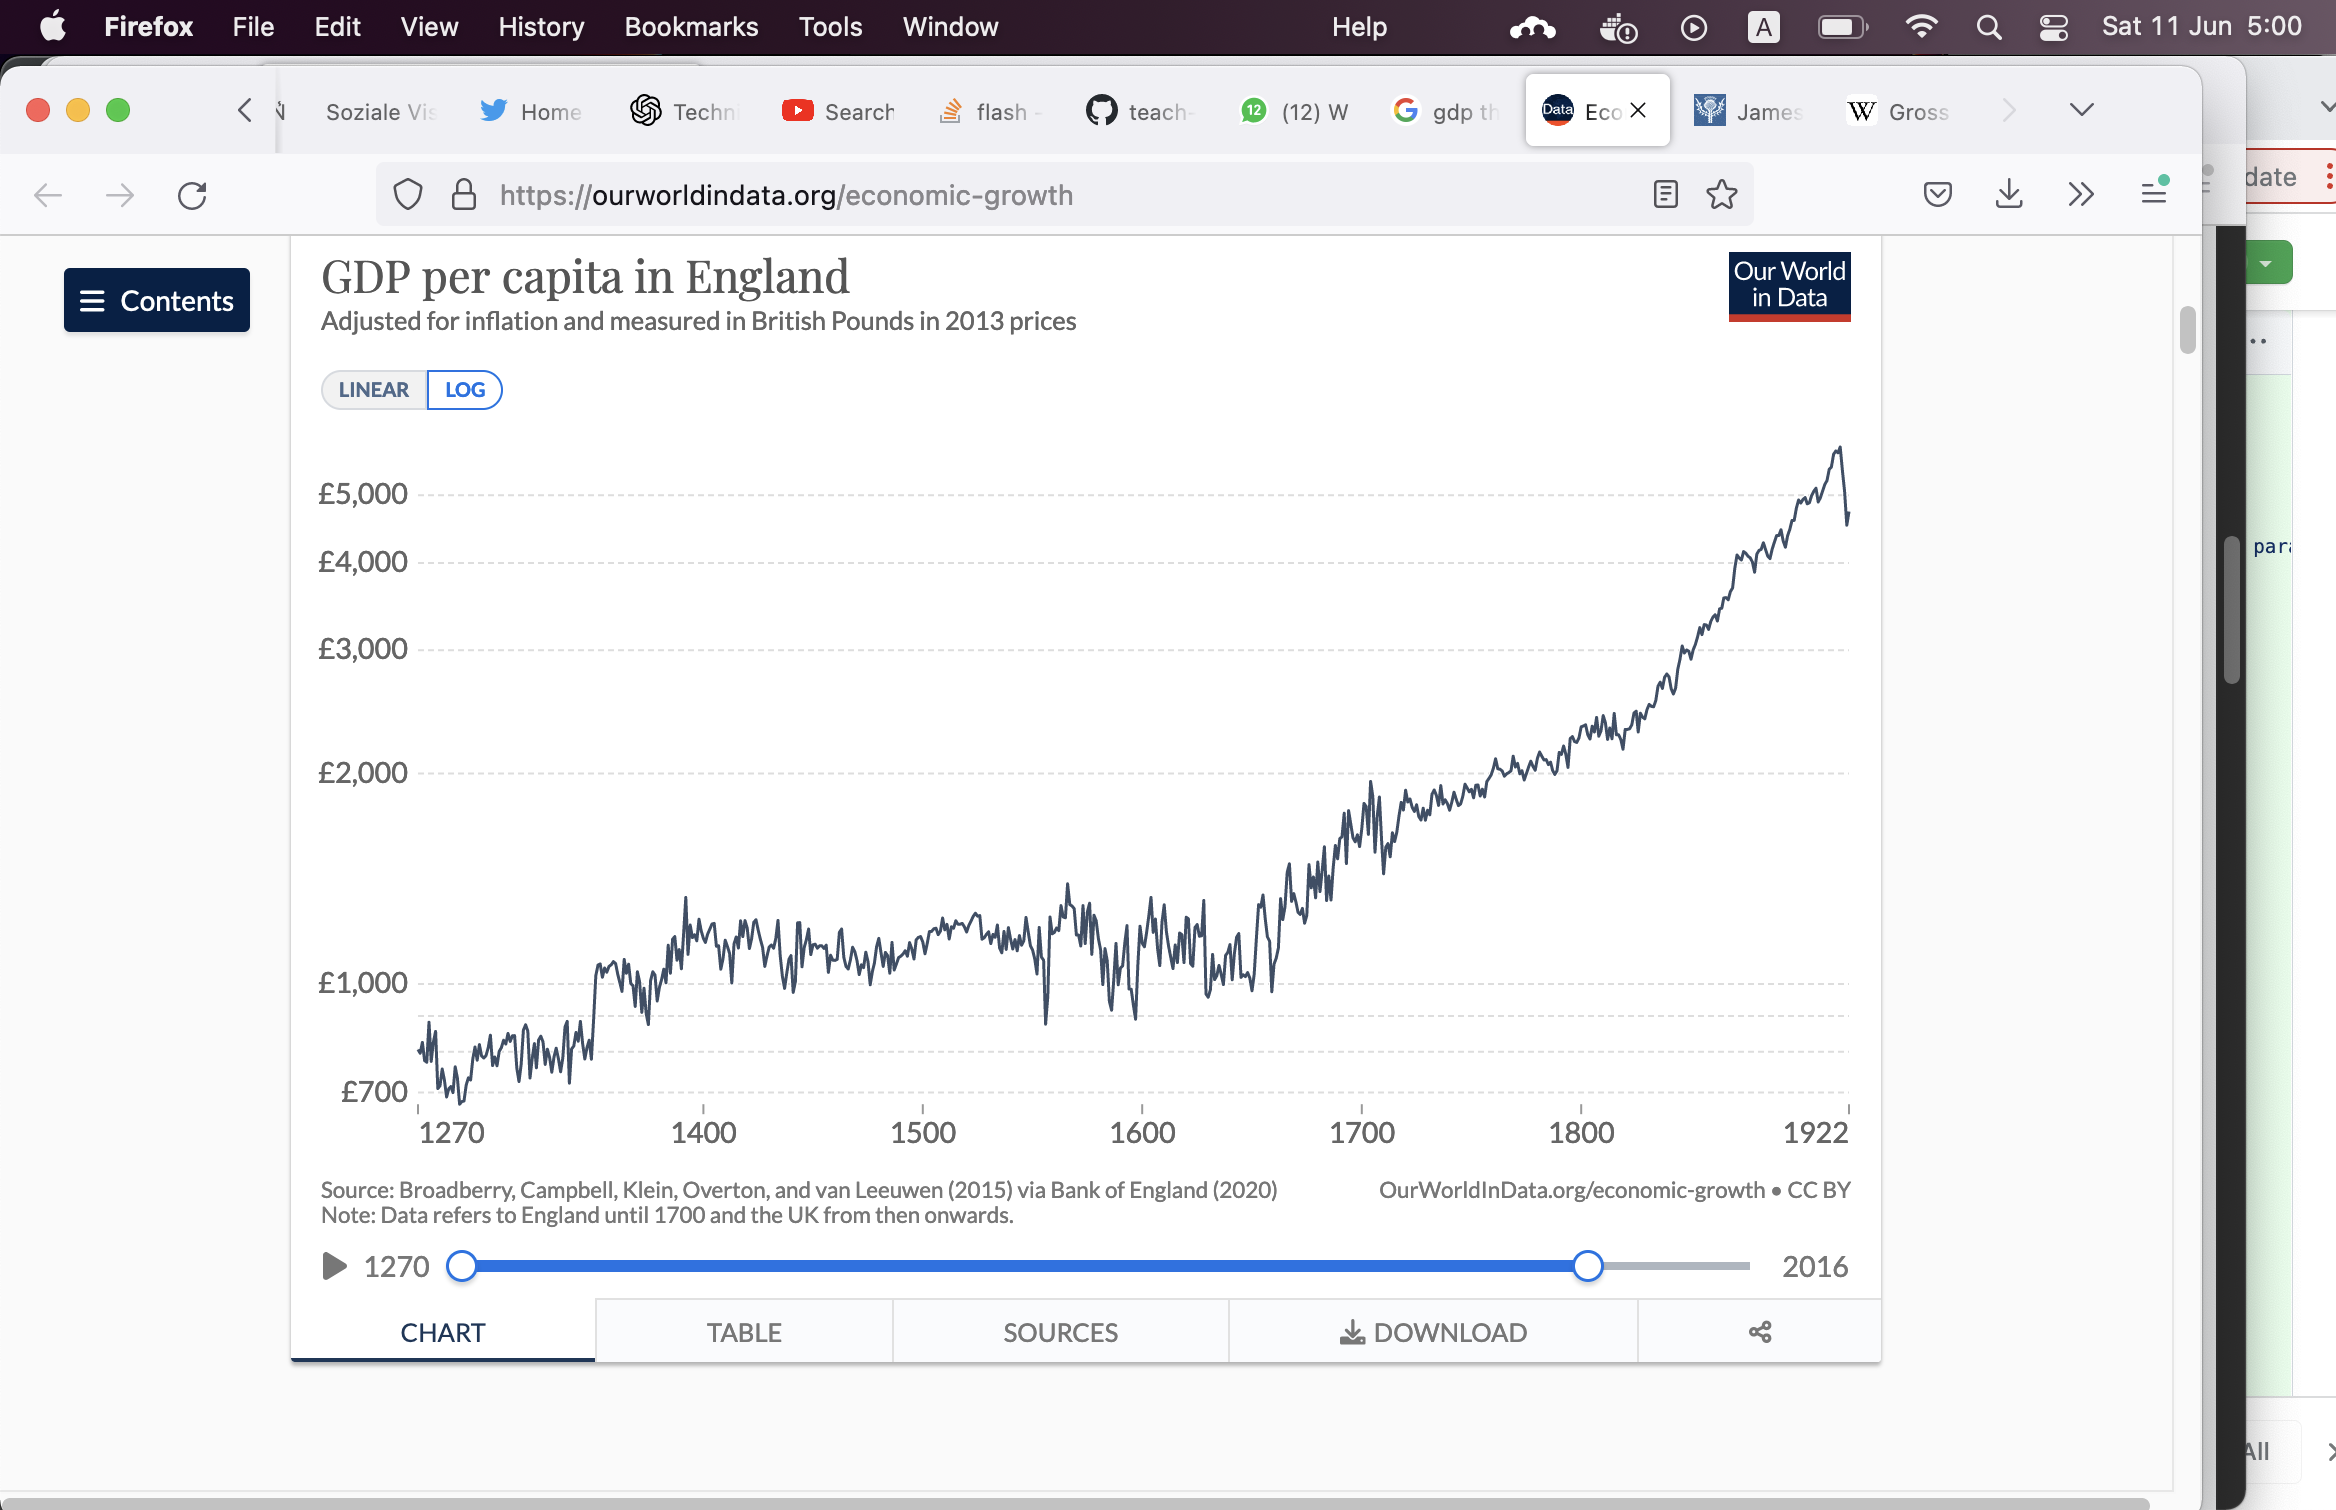 Firefox File Edit View History Bookmarks Tools Window Help A Sat 11 Jun 5:00
Soziale Vis Home Techni Search flash - teach- 12 (12) W gdp th Data Eco James W Gross
https://ourworldindata.org/economic-growth
date
Contents
GDP per capita in England
Adjusted for inflation and measured in British Pounds in 2013 prices
Our World
in Data
LINEAR LOG
£5,000
£4,000
para
£3,000
£2,000
£1,000
£700
1270 1400 1500 1600 1700 1800 1922
Source: Broadberry, Campbell, Klein, Overton, and van Leeuwen (2015) via Bank of England (2020) OurWorldInData.org/economic-growth • CC BY
Note: Data refers to England until 1700 and the UK from then onwards.
1270 2016
CHART TABLE SOURCES DOWNLOAD
All